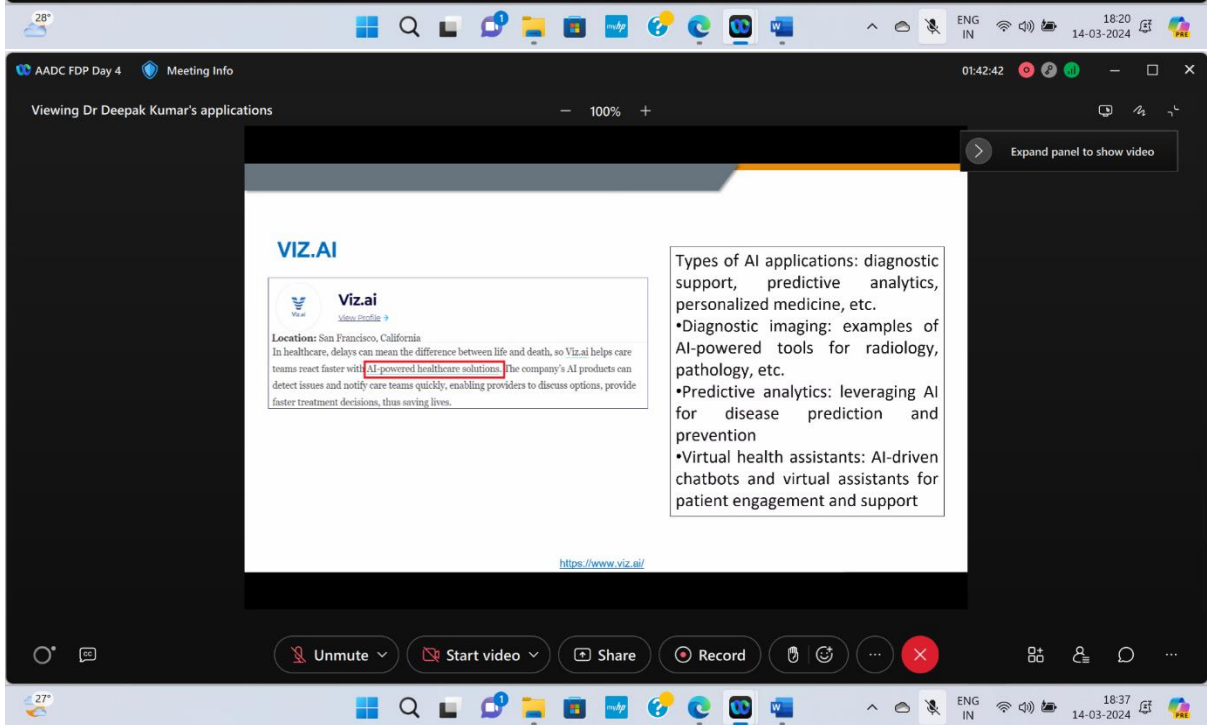 28°
ENG
IN
18:20
14-03-2024
PRE
myhp
AADC FDP Day 4
Meeting Info
01:42:42
Viewing Dr Deepak Kumar's applications
100%
Expand panel to show video
VIZ.AI
Viz.ai
Viz.ai
View Profile
Location: San Francisco, California
In healthcare, delays can mean the difference between life and death, so Viz.ai helps care
teams react faster with AI-powered healthcare solutions. The company's AI products can
detect issues and notify care teams quickly, enabling providers to discuss options, provide
faster treatment decisions, thus saving lives.
Types of AI applications: diagnostic
support, predictive analytics,
personalized medicine, etc.
•Diagnostic imaging: examples of
AI-powered tools for radiology,
pathology, etc.
•Predictive analytics: leveraging AI
for disease prediction and
prevention
•Virtual health assistants: AI-driven
chatbots and virtual assistants for
patient engagement and support
https://www.viz.ai/
CC
Unmute
Start video
Share
Record
27°
myhp
ENG
IN
18:37
14-03-2024
PRE